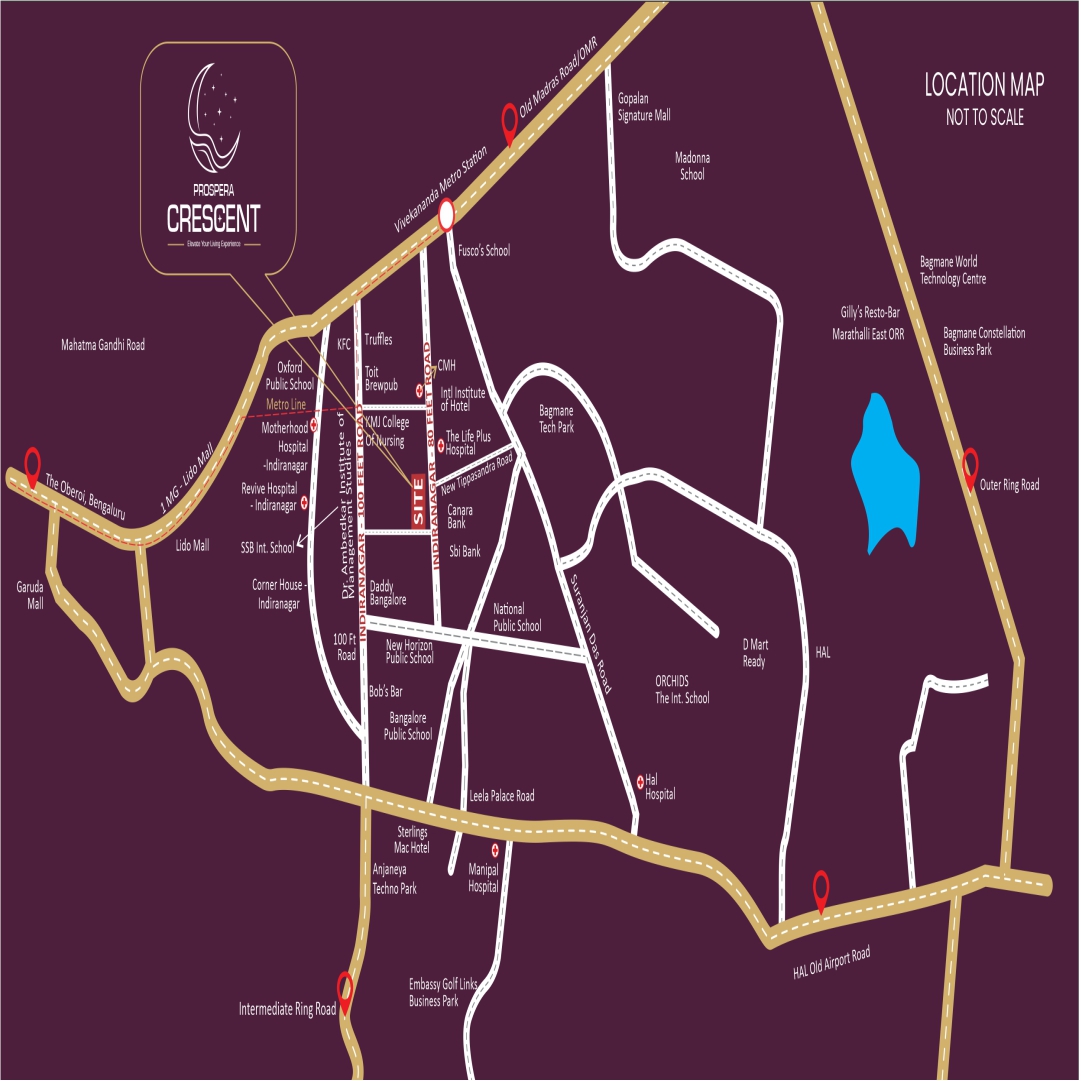 LOCATION MAP
NOT TO SCALE
PROSPERA
CRESCENT
Elevate Your Living Experience
Old Madras Road/OMR
Vivekananda Metro Station
Gopalan
Signature Mall
Madonna
School
Fusco's School
Bagmane World
Technology Centre
Gilly's Resto-Bar
Marathalli East ORR
Bagmane Constellation
Business Park
Mahatma Gandhi Road
KFC
Truffles
Oxford
Public School
Toit
Brewpub
CMH
Intl Institute
of Hotel
Metro Line
Motherhood
Hospital
-Indiranagar
KMJ College
Of Nursing
Bagmane
Tech Park
The Life Plus
Hospital
New Tippasandra Road
1 MG - Lido Mall
The Oberoi, Bengaluru
Revive Hospital
- Indiranagar
Dr. Ambedkar Institute of
Management Studies
INDIRANAGAR - 100 FEET ROAD
INDIRANAGAR - 80 FEET ROAD
SITE
Canara
Bank
Outer Ring Road
Lido Mall
SSB Int. School
Sbi Bank
Garuda
Mall
Corner House -
Indiranagar
Daddy
Bangalore
National
Public School
Suranjan Das Road
100 Ft
Road
New Horizon
Public School
D Mart
Ready
HAL
ORCHIDS
The Int. School
Bob's Bar
Bangalore
Public School
Hal
Hospital
Leela Palace Road
Sterlings
Mac Hotel
Anjaneya
Techno Park
Manipal
Hospital
HAL Old Airport Road
Embassy Golf Links
Business Park
Intermediate Ring Road